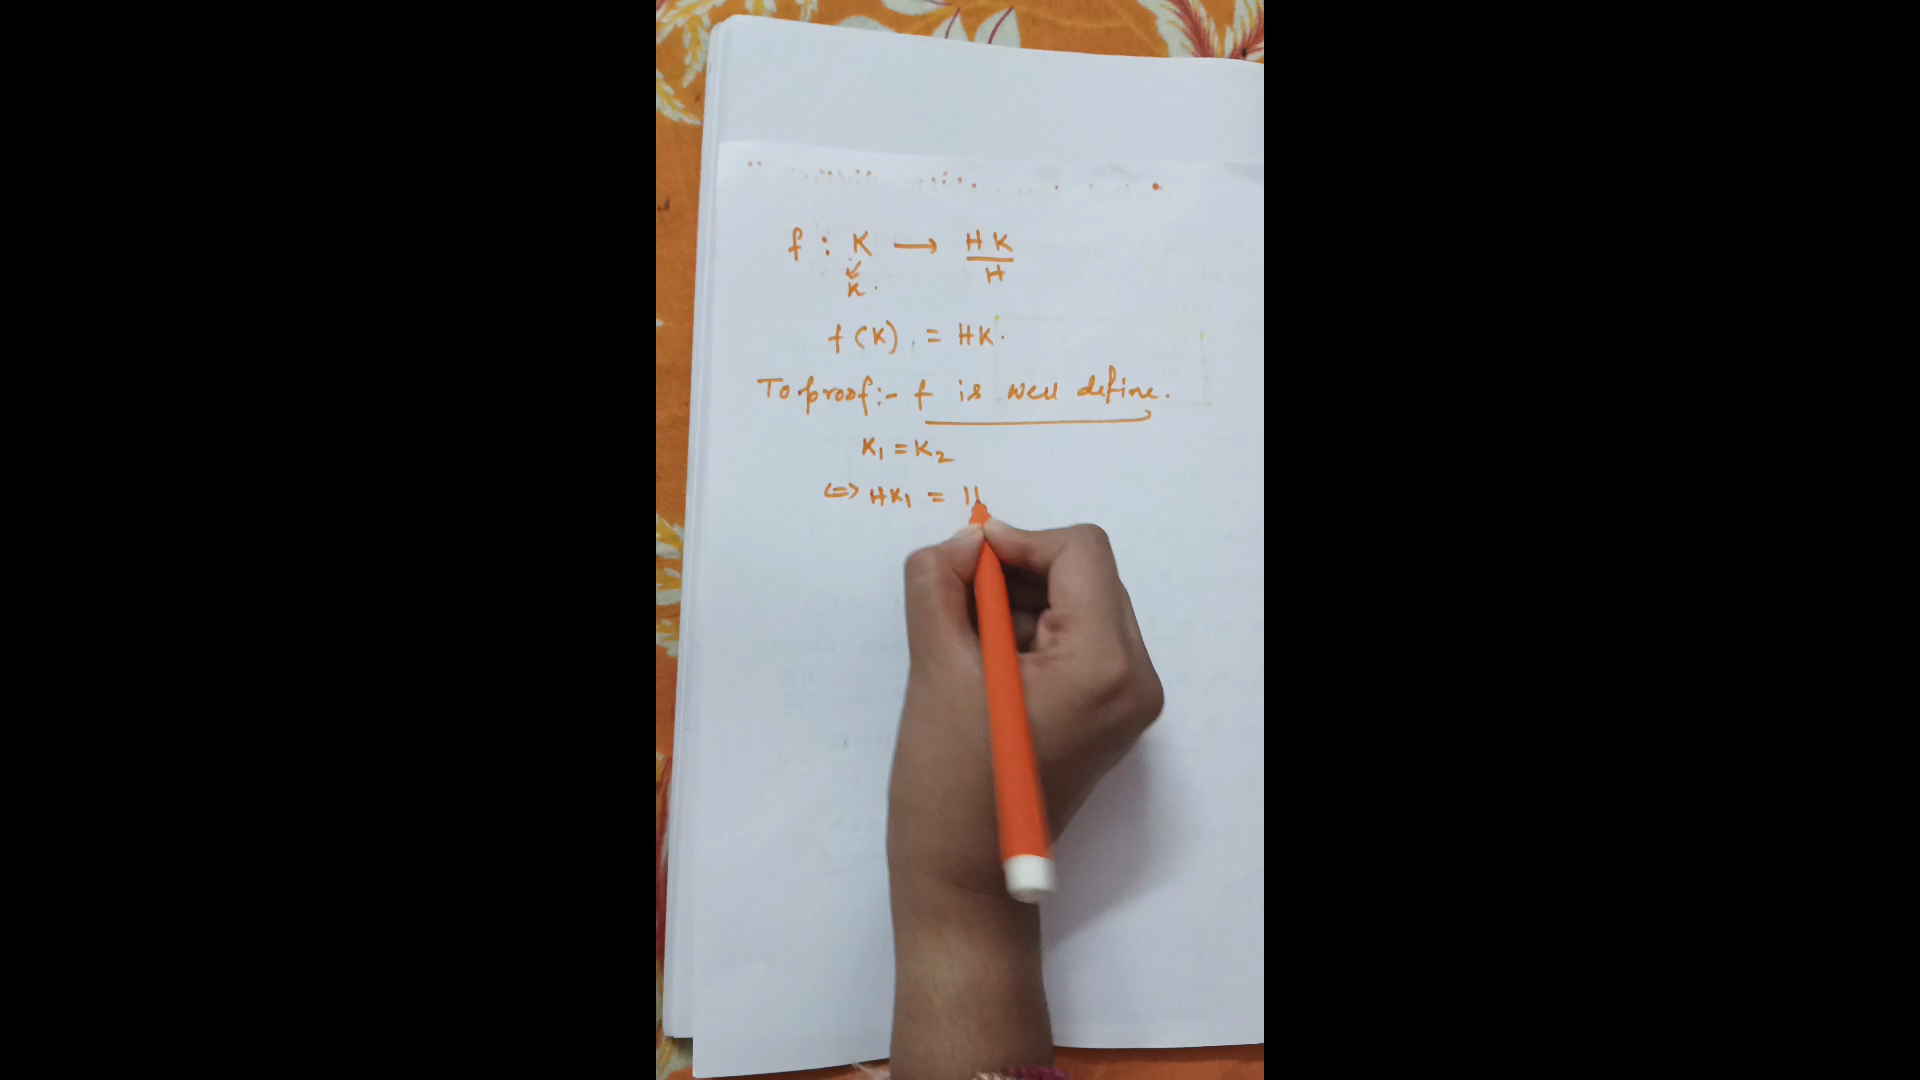 f : K ⟶ HK
H
↙
k.
f(K) = HK.
To proof:- f is well define.
K₁ = K₂
⇔ HK₁ =